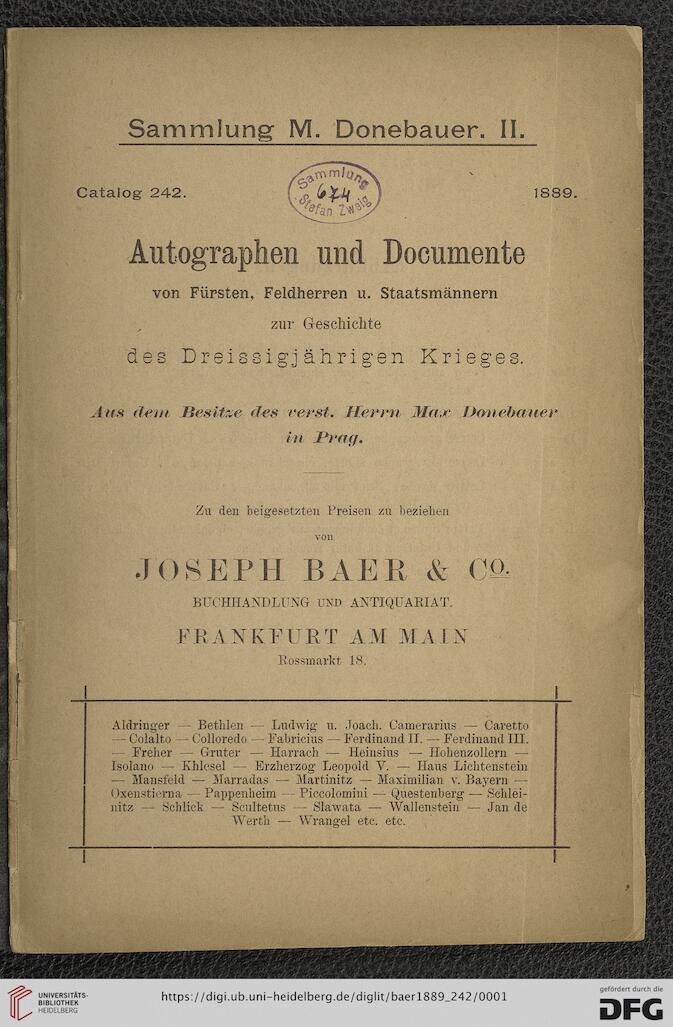 Sammlung M. Donebauer. II.
Catalog 242.
Sammlung
674
Stefan Zweig
1889.
Autographen und Documente
von Fürsten, Feldherren u. Staatsmännern
zur Geschichte
des Dreissigjährigen Krieges.
Aus dem Besitze des verst. Herrn Max Donebauer
in Prag.
Zu den beigesetzten Preisen zu beziehen
von
JOSEPH BAER & Co.
BUCHHANDLUNG UND ANTIQUARIAT.
FRANKFURT AM MAIN
Rossmarkt 18.
Aldringer — Bethlen — Ludwig u. Joach. Camerarius — Caretto
— Colalto — Colloredo — Fabricius — Ferdinand II. — Ferdinand III.
— Freher — Gruter — Harrach — Heinsius — Hohenzollern —
Isolano — Khlesel — Erzherzog Leopold V. — Haus Lichtenstein
— Mansfeld — Marradas — Martinitz — Maximilian v. Bayern —
Oxenstierna — Pappenheim — Piccolomini — Questenberg — Schlei-
nitz — Schlick — Scultetus — Slawata — Wallenstein — Jan de
Werth — Wrangel etc. etc.
UNIVERSITÄTS-
BIBLIOTHEK
HEIDELBERG
https://digi.ub.uni-heidelberg.de/diglit/baer1889_242/0001
gefördert durch die
DFG